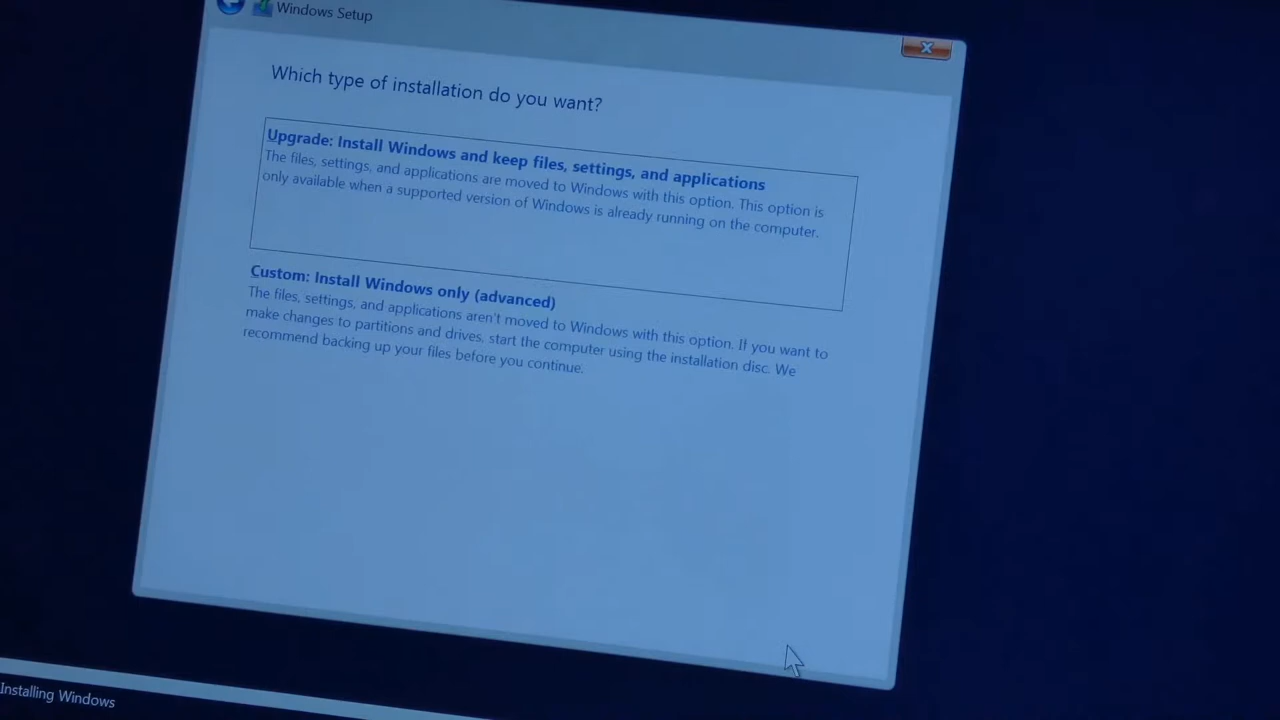 Windows Setup
Which type of installation do you want?
Upgrade: Install Windows and keep files, settings, and applications
The files, settings, and applications are moved to Windows with this option. This option is
only available when a supported version of Windows is already running on the computer.
Custom: Install Windows only (advanced)
The files, settings, and applications aren't moved to Windows with this option. If you want to
make changes to partitions and drives, start the computer using the installation disc. We
recommend backing up your files before you continue.
Installing Windows